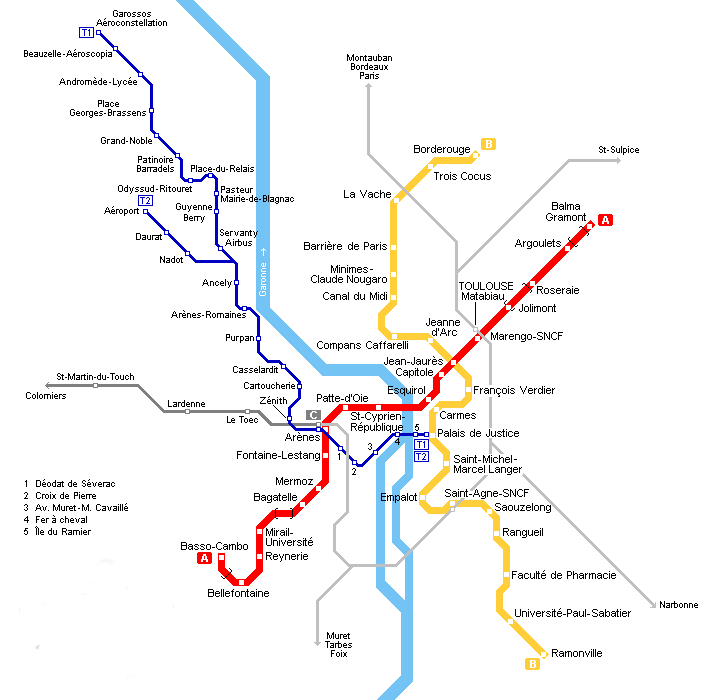 Garossos
Aéroconstellation
T1
Beauzelle-Aéroscopia
Andromède-Lycée
Place
Georges-Brassens
Grand-Noble
Patinoire
Barradels
Place-du-Relais
Odyssud-Ritouret
Pasteur
Mairie-de-Blagnac
T2
Aéroport
Guyenne
Berry
Daurat
Servanty
Airbus
Nadot
Ancely
Arènes-Romaines
Purpan
Casselardit
Cartoucherie
Zénith
Garonne →
Montauban
Bordeaux
Paris
Borderouge
B
Trois Cocus
La Vache
Barrière de Paris
Minimes-
Claude Nougaro
Canal du Midi
Compans Caffarelli
Jeanne
d'Arc
St-Sulpice
Balma
Gramont
A
Argoulets
TOULOUSE
Matabiau
Roseraie
Jolimont
Marengo-SNCF
Jean-Jaurès
Capitole
Esquirol
François Verdier
Patte-d'Oie
St-Cyprien-
République
Carmes
Palais de Justice
T1
T2
St-Martin-du-Touch
Colomiers
Lardenne
Le Toec
C
Arènes
1
2
3
4
5
Fontaine-Lestang
Mermoz
Bagatelle
Mirail-
Université
Reynerie
Basso-Cambo
A
Bellefontaine
Saint-Michel-
Marcel Langer
Empalot
Saint-Agne-SNCF
Saouzelong
Rangueil
Faculté de Pharmacie
Université-Paul-Sabatier
Ramonville
B
Narbonne
Muret
Tarbes
Foix
1 Déodat de Séverac
2 Croix de Pierre
3 Av. Muret-M. Cavaillé
4 Fer à cheval
5 Île du Ramier